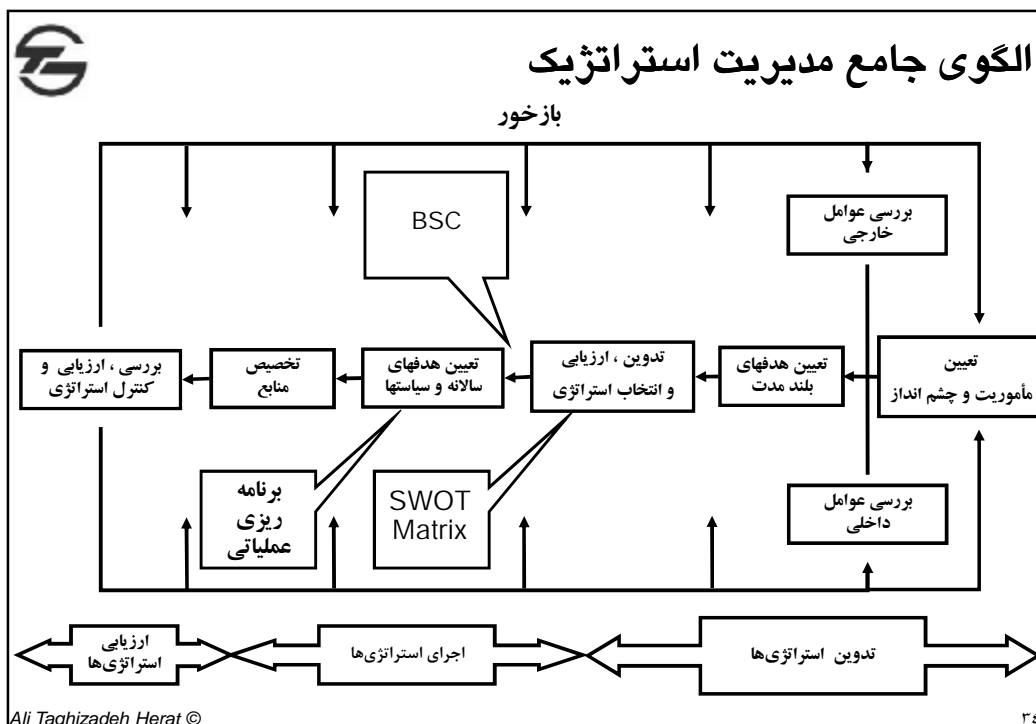 الگوی جامع مدیریت استراتژیک
بازخور
بررسی عوامل
خارجی
BSC
تعیین
مأموریت و چشم انداز
تعیین هدفهای
بلند مدت
تدوین ، ارزیابی
و انتخاب استراتژی
تعیین هدفهای
سالانه و سیاستها
تخصیص
منابع
بررسی ، ارزیابی و
کنترل استراتژی
بررسی عوامل
داخلی
SWOT
Matrix
برنامه
ریزی
عملیاتی
تدوین استراتژی‌ها
اجرای استراتژی‌ها
ارزیابی
استراتژی‌ها
Ali Taghizadeh Herat ©